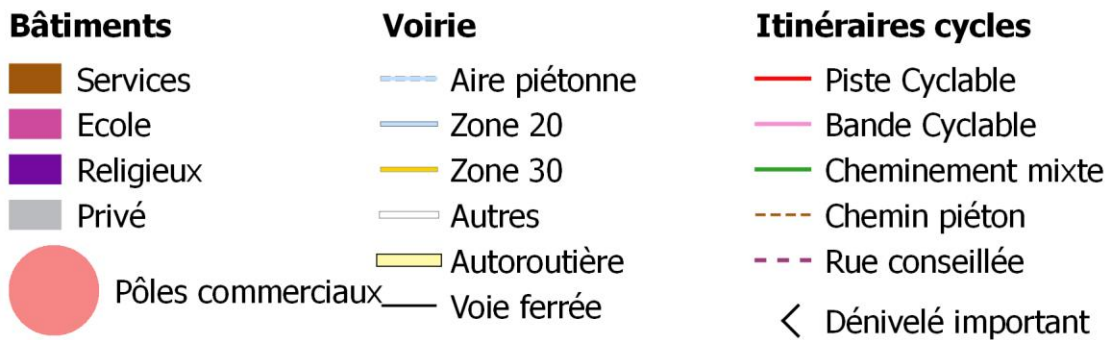 Bâtiments
Services
Ecole
Religieux
Privé
Pôles commerciaux
Voirie
Aire piétonne
Zone 20
Zone 30
Autres
Autoroutière
Voie ferrée
Itinéraires cycles
Piste Cyclable
Bande Cyclable
Cheminement mixte
Chemin piéton
Rue conseillée
Dénivelé important